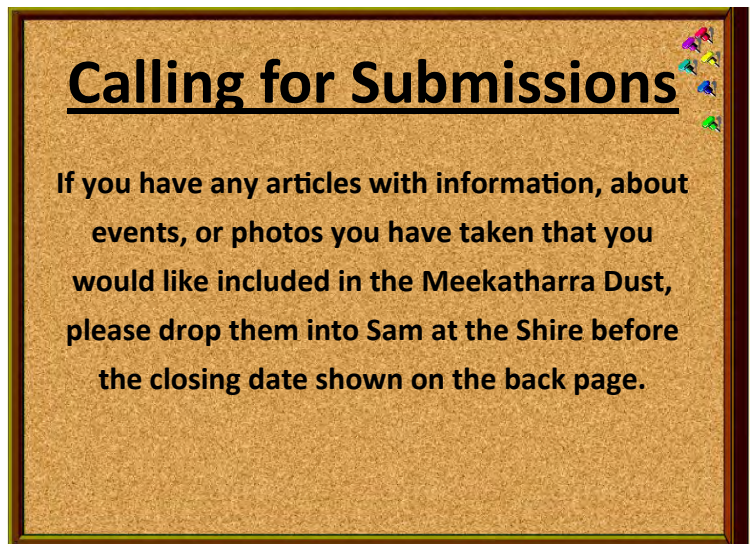 Calling for Submissions
If you have any articles with information, about
events, or photos you have taken that you
would like included in the Meekatharra Dust,
please drop them into Sam at the Shire before
the closing date shown on the back page.